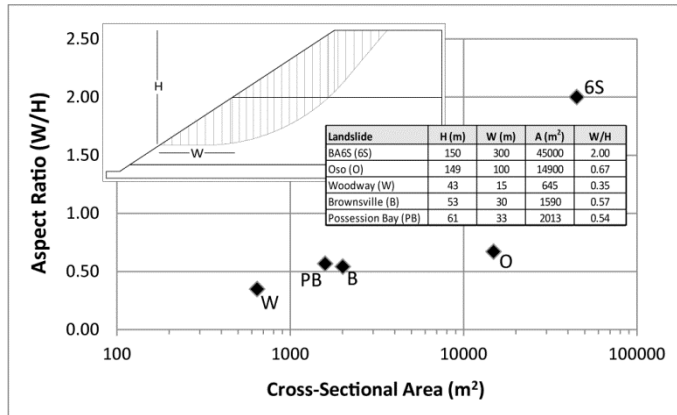 2.50
2.00
1.50
1.00
0.50
0.00
Aspect Ratio (W/H)
H
W
Landslide H (m) W (m) A (m²) W/H
BA6S (6S) 150 300 45000 2.00
Oso (O) 149 100 14900 0.67
Woodway (W) 43 15 645 0.35
Brownsville (B) 53 30 1590 0.57
Possession Bay (PB) 61 33 2013 0.54
6S
O
B
PB
W
100 1000 10000 100000
Cross-Sectional Area (m²)